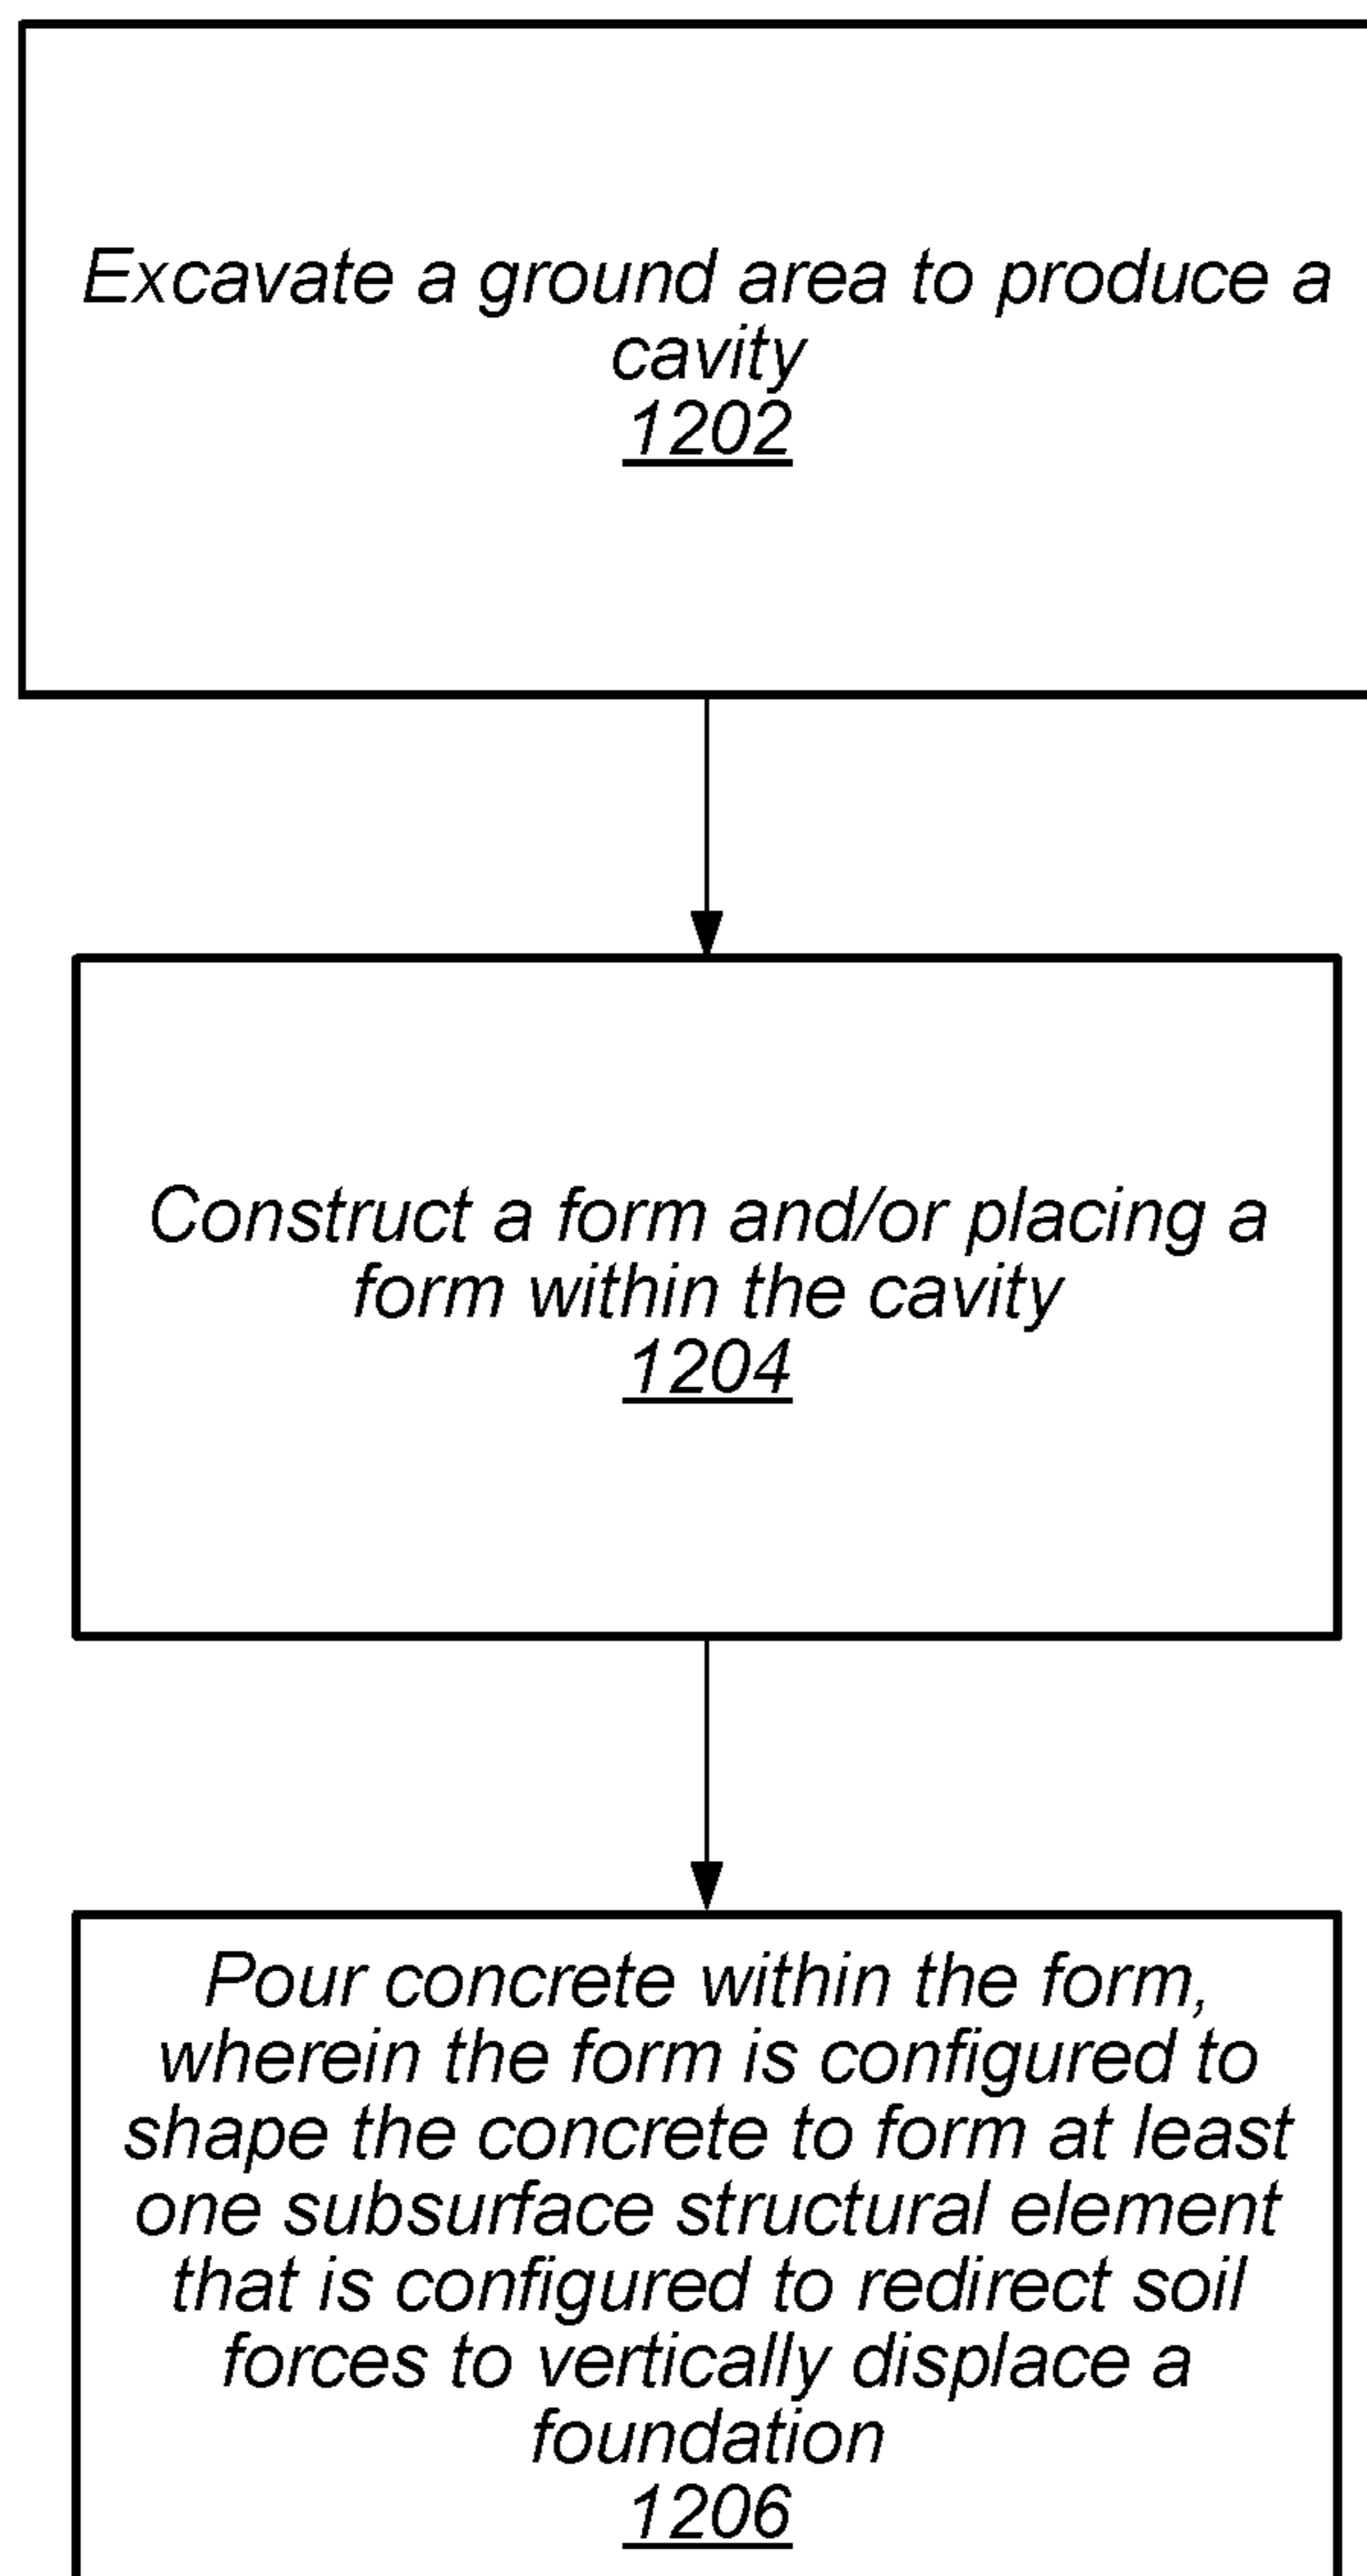 Excavate a ground area to produce a
cavity
1202
Construct a form and/or placing a
form within the cavity
1204
Pour concrete within the form,
wherein the form is configured to
shape the concrete to form at least
one subsurface structural element
that is configured to redirect soil
forces to vertically displace a
foundation
1206